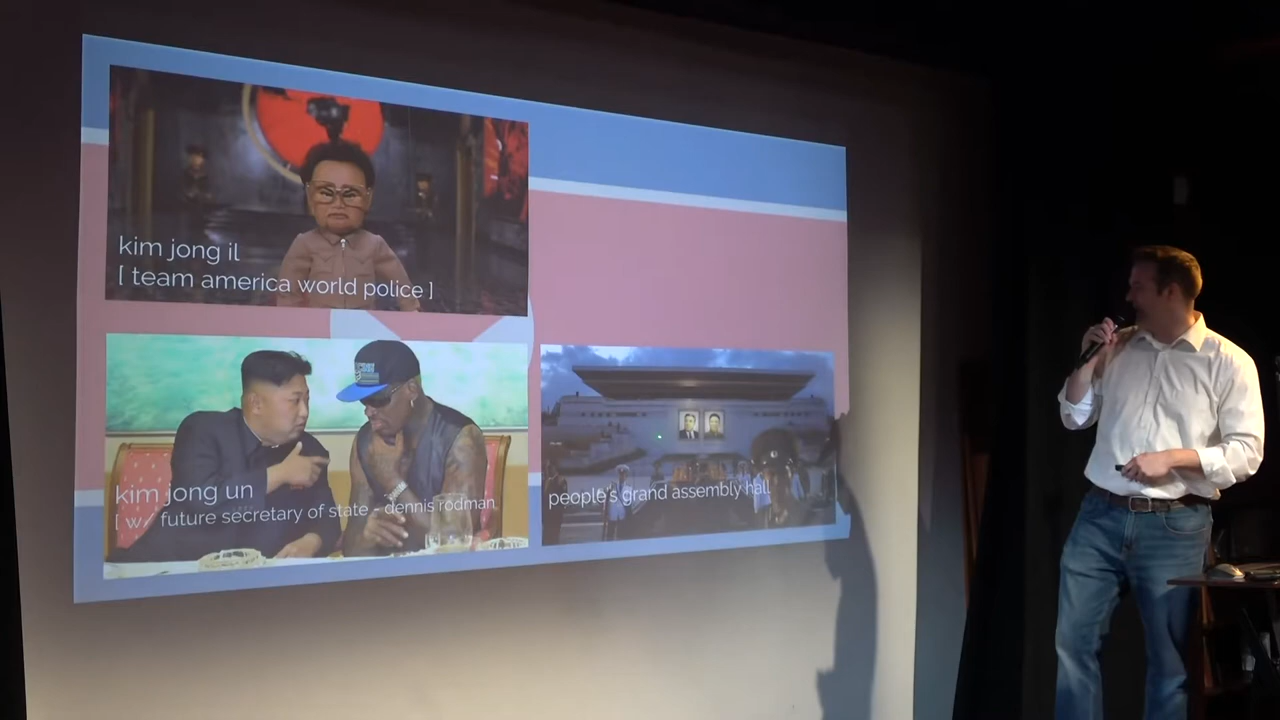 kim jong il
[ team america world police ]
kim jong un
[ w/ future secretary of state - dennis rodman
people's grand assembly hall